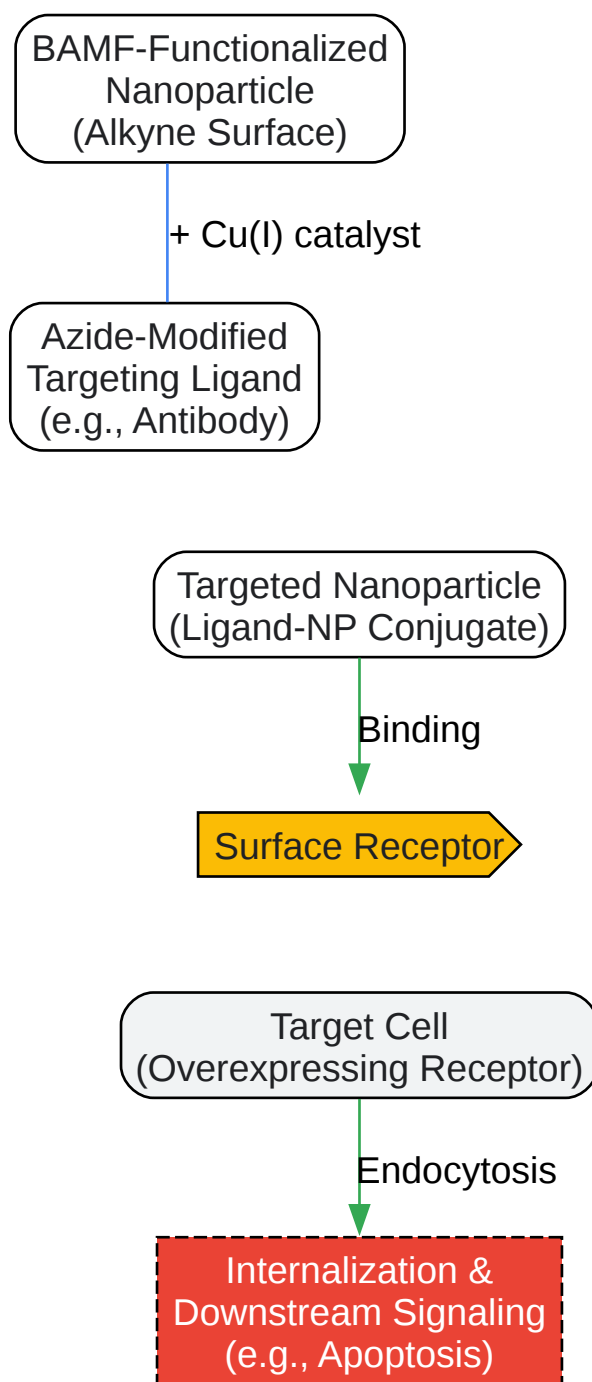 BAMF-Functionalized
Nanoparticle
(Alkyne Surface)
+ Cu(I) catalyst
Azide-Modified
Targeting Ligand
(e.g., Antibody)
Targeted Nanoparticle
(Ligand-NP Conjugate)
Binding
Surface Receptor
Target Cell
(Overexpressing Receptor)
Endocytosis
Internalization &
Downstream Signaling
(e.g., Apoptosis)